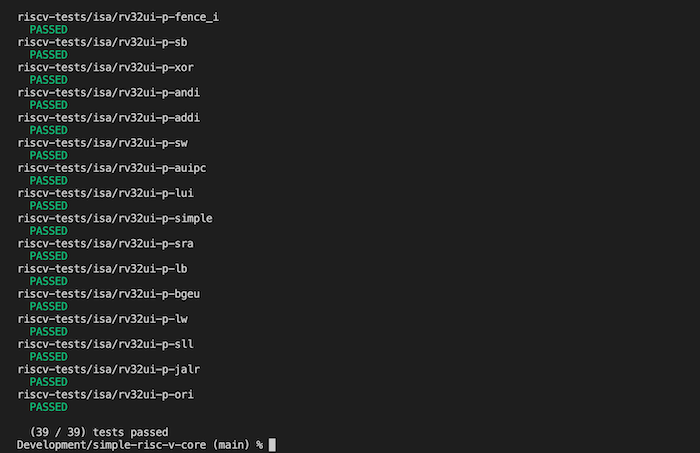 riscv-tests/isa/rv32ui-p-fence_i
PASSED
riscv-tests/isa/rv32ui-p-sb
PASSED
riscv-tests/isa/rv32ui-p-xor
PASSED
riscv-tests/isa/rv32ui-p-andi
PASSED
riscv-tests/isa/rv32ui-p-addi
PASSED
riscv-tests/isa/rv32ui-p-sw
PASSED
riscv-tests/isa/rv32ui-p-auipc
PASSED
riscv-tests/isa/rv32ui-p-lui
PASSED
riscv-tests/isa/rv32ui-p-simple
PASSED
riscv-tests/isa/rv32ui-p-sra
PASSED
riscv-tests/isa/rv32ui-p-lb
PASSED
riscv-tests/isa/rv32ui-p-bgeu
PASSED
riscv-tests/isa/rv32ui-p-lw
PASSED
riscv-tests/isa/rv32ui-p-sll
PASSED
riscv-tests/isa/rv32ui-p-jalr
PASSED
riscv-tests/isa/rv32ui-p-ori
PASSED
(39 / 39) tests passed
Development/simple-risc-v-core (main) %